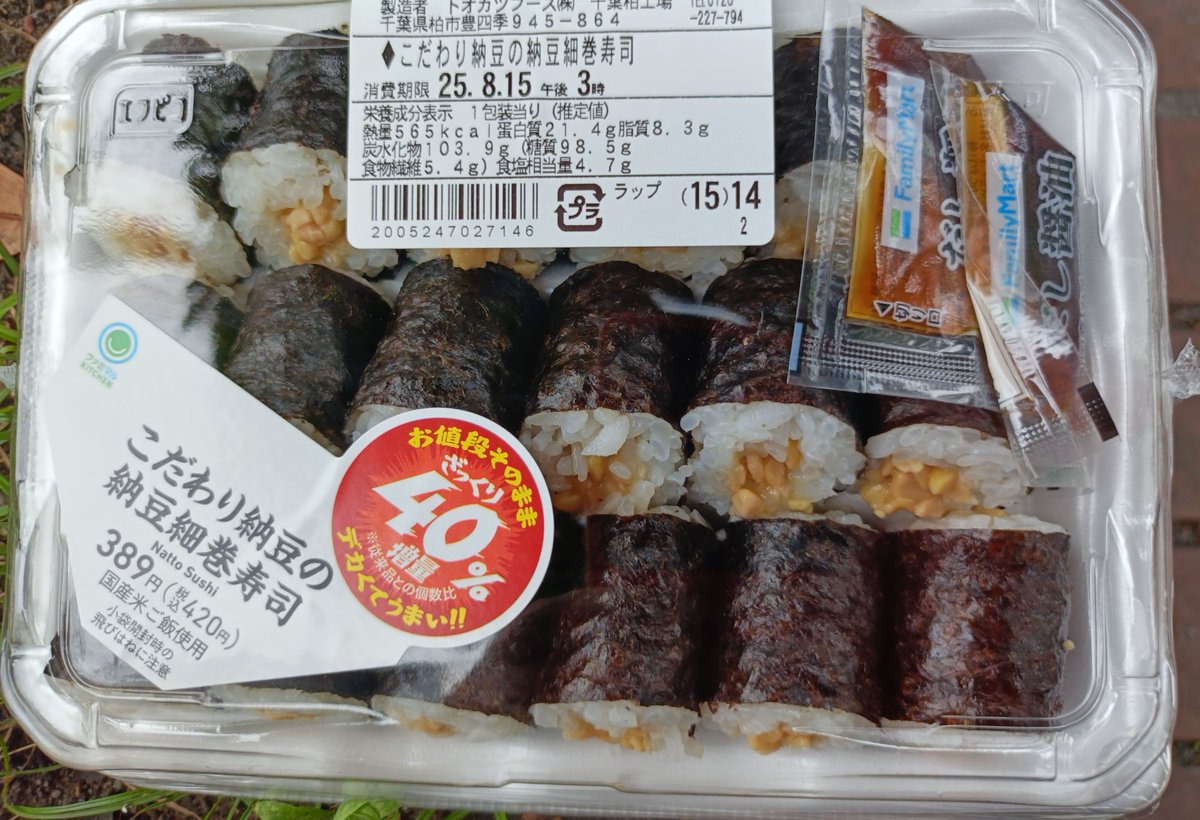 製造者 トオカツフーズ㈱ 千葉柏工場
千葉県柏市豊四季945-864
TEL0120
-227-794
♦こだわり納豆の納豆細巻寿司
消費期限 25.8.15 午後 3時
栄養成分表示 1包装当り (推定値)
熱量565kcal蛋白質21.4g脂質8.3g
炭水化物103.9g(糖質98.5g
食物繊維5.4g)食塩相当量4.7g
2005247027146
プラ
ラップ
(15)14
2
エフピコ
ファミマル
KITCHEN
こだわり納豆の
納豆細巻寿司
Natto Sushi
389円(税込420円)
国産米・ご飯使用
小袋開封時の
飛びはねに注意
お値段そのまま
ざっくり
40%
増量
※従来品との個数比
デカくてうまい!!
FamilyMart
切り口
FamilyMart